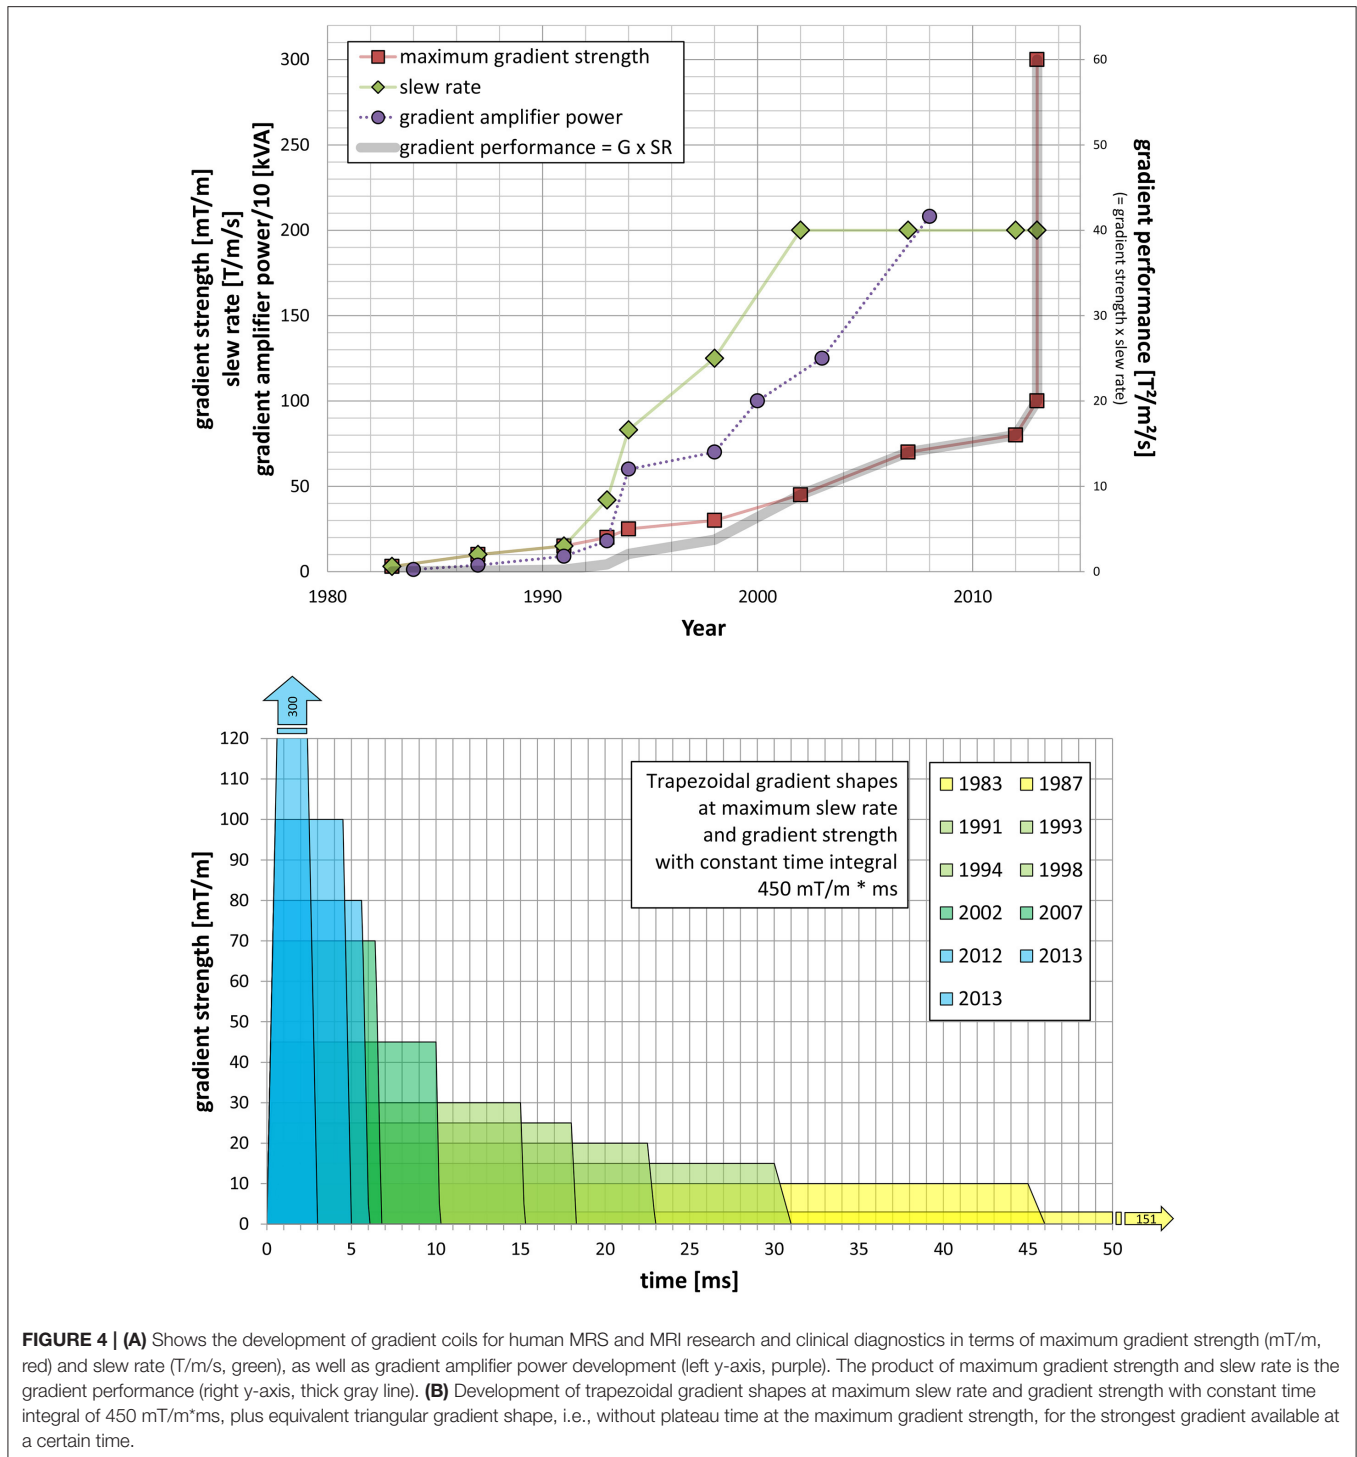 maximum gradient strength
slew rate
gradient amplifier power
gradient performance = G x SR
gradient strength [mT/m]
slew rate [T/m/s]
gradient amplifier power/10 [kVA]
300
250
200
150
100
50
0
60
50
40
30
20
10
0
gradient performance [T²/m²/s]
(= gradient strength x slew rate)
1980
1990
2000
2010
Year
300
120
110
100
90
80
70
60
50
40
30
20
10
0
gradient strength [mT/m]
Trapezoidal gradient shapes
at maximum slew rate
and gradient strength
with constant time integral
450 mT/m * ms
1983 1987
1991 1993
1994 1998
2002 2007
2012 2013
2013
151
0 5 10 15 20 25 30 35 40 45 50
time [ms]
FIGURE 4 | (A) Shows the development of gradient coils for human MRS and MRI research and clinical diagnostics in terms of maximum gradient strength (mT/m,
red) and slew rate (T/m/s, green), as well as gradient amplifier power development (left y-axis, purple). The product of maximum gradient strength and slew rate is the
gradient performance (right y-axis, thick gray line). (B) Development of trapezoidal gradient shapes at maximum slew rate and gradient strength with constant time
integral of 450 mT/m*ms, plus equivalent triangular gradient shape, i.e., without plateau time at the maximum gradient strength, for the strongest gradient available at
a certain time.